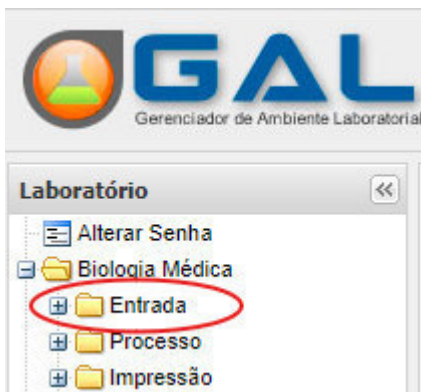 GAL
Gerenciador de Ambiente Laboratorial
Laboratório
Alterar Senha
Biologia Médica
Entrada
Processo
Impressão